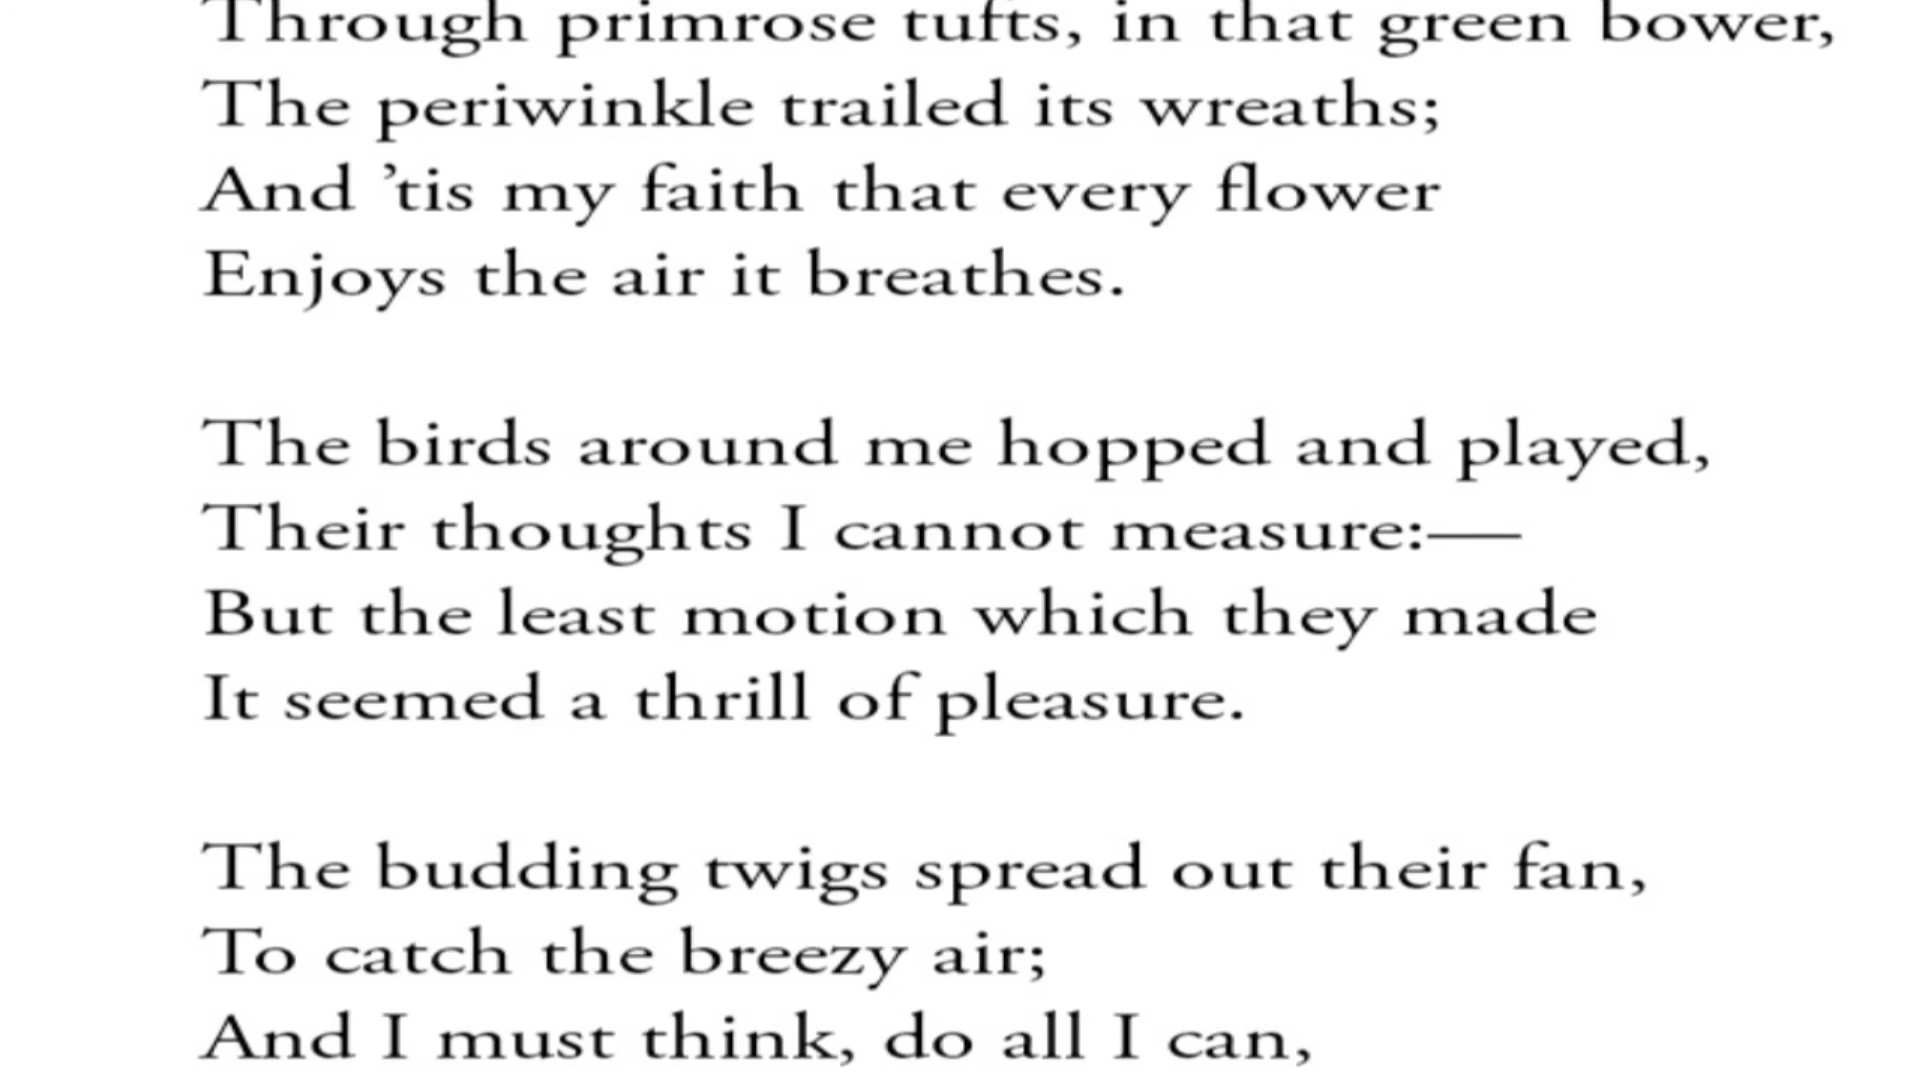 Through primrose tufts, in that green bower,
The periwinkle trailed its wreaths;
And ’tis my faith that every flower
Enjoys the air it breathes.
The birds around me hopped and played,
Their thoughts I cannot measure:—
But the least motion which they made
It seemed a thrill of pleasure.
The budding twigs spread out their fan,
To catch the breezy air;
And I must think, do all I can,